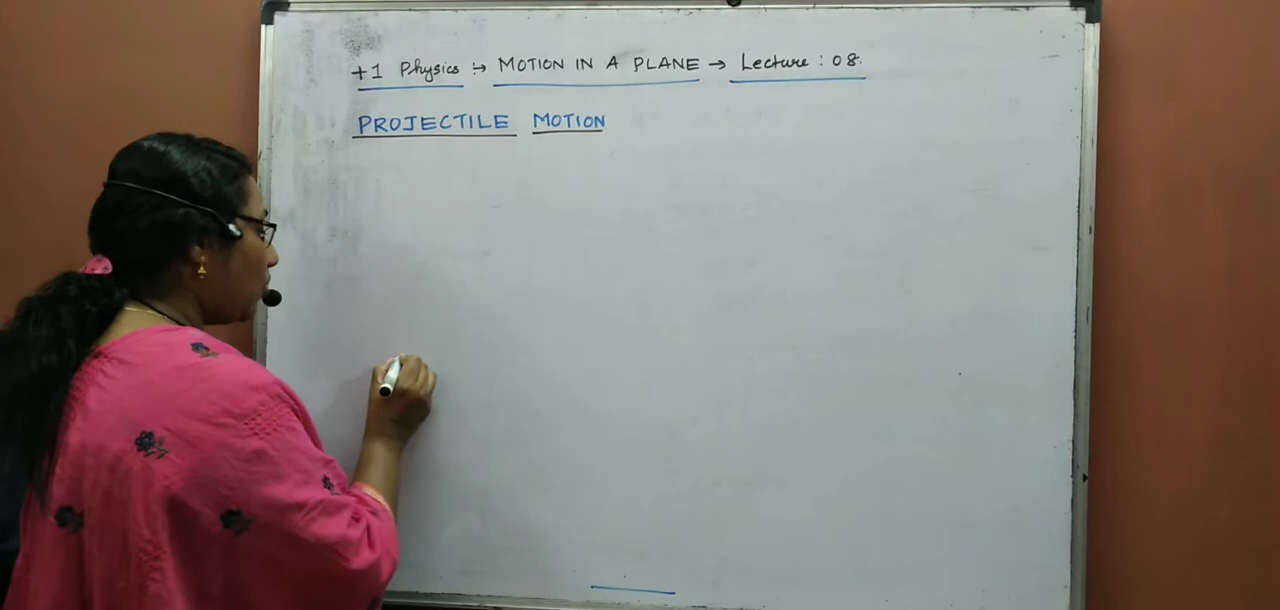 +1 Physics :→ MOTION IN A PLANE → Lecture : 08.
PROJECTILE MOTION